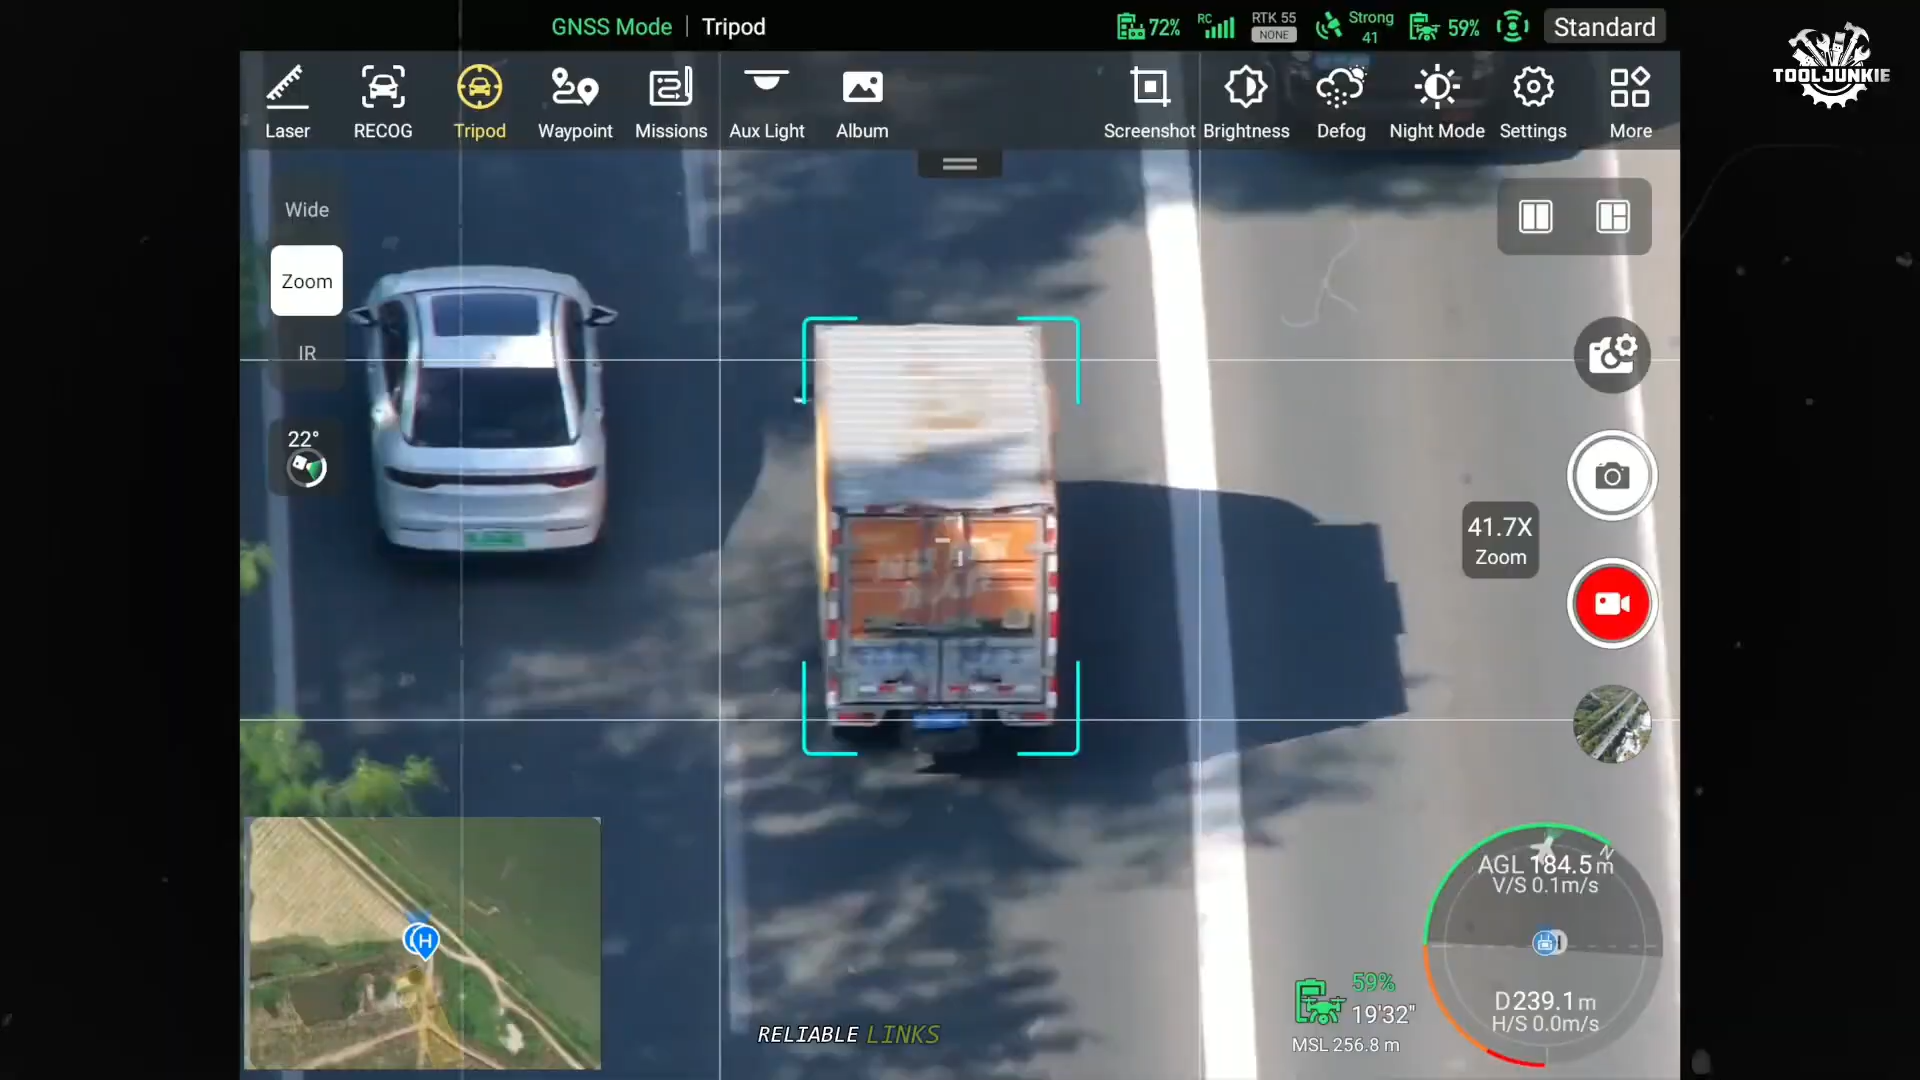 GNSS Mode | Tripod
72%
RC
RTK 55
NONE
Strong
41
59%
Standard
TOOLJUNKIE
Laser
RECOG
Tripod
Waypoint
Missions
Aux Light
Album
Screenshot
Brightness
Defog
Night Mode
Settings
More
Wide
Zoom
IR
22°
41.7X
Zoom
N
AGL 184.5 m
V/S 0.1m/s
D 239.1 m
H/S 0.0m/s
59%
19'32"
MSL 256.8 m
H
RELIABLE LINKS